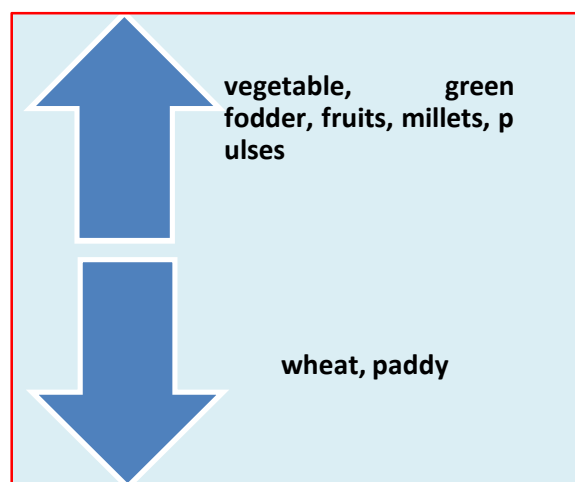 vegetable, green
fodder, fruits, millets, p
ulses
wheat, paddy